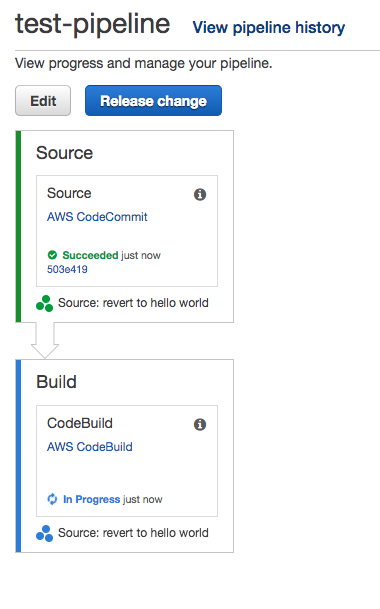 test-pipeline View pipeline history
View progress and manage your pipeline.
Edit Release change
Source
Source
AWS CodeCommit
Succeeded just now
503e419
Source: revert to hello world
Build
CodeBuild
AWS CodeBuild
In Progress just now
Source: revert to hello world